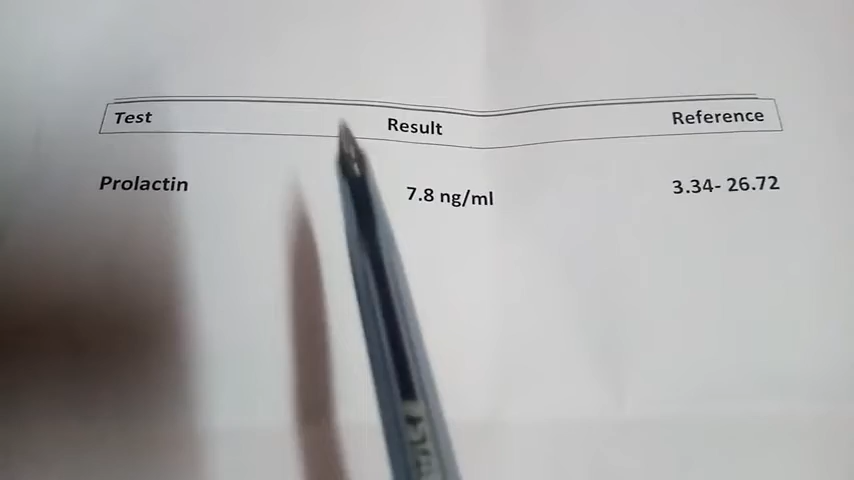 Test Result Reference
Prolactin 7.8 ng/ml 3.34- 26.72